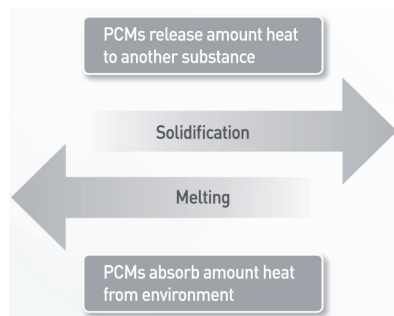 PCMs release amount heat
to another substance
Solidification
Melting
PCMs absorb amount heat
from environment